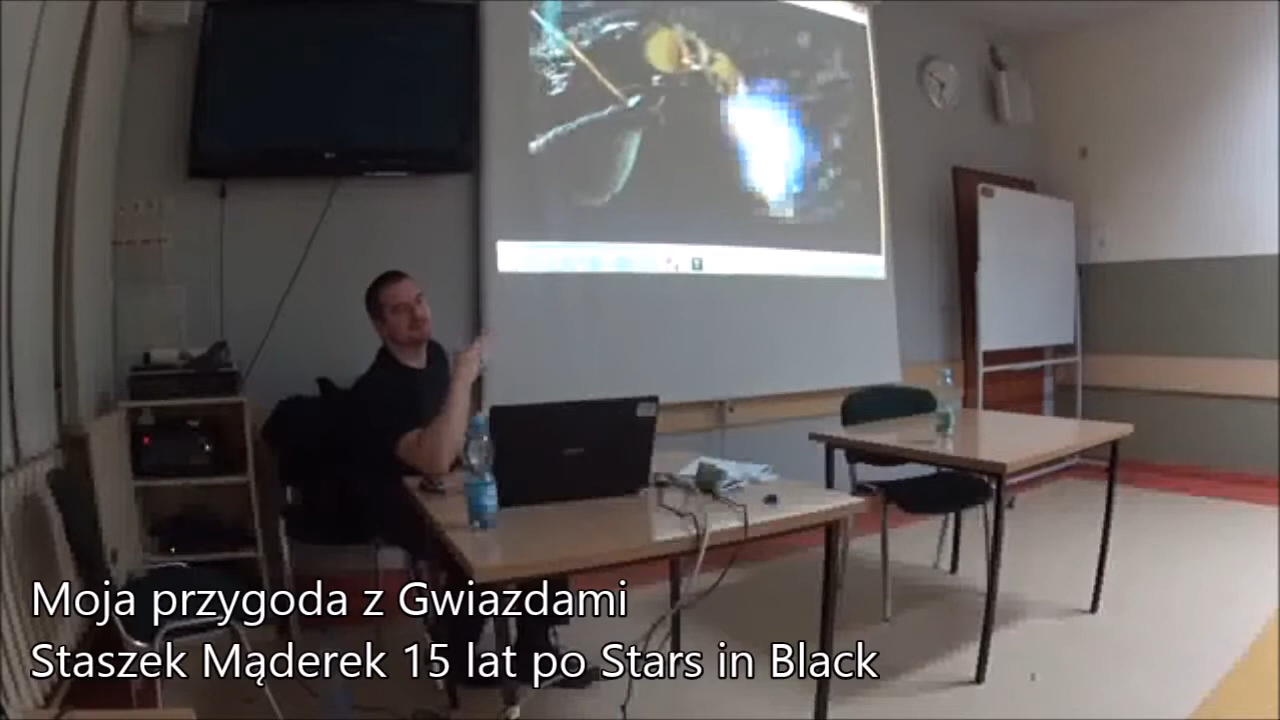 Moja przygoda z Gwiazdami
Staszek Mąderek 15 lat po Stars in Black